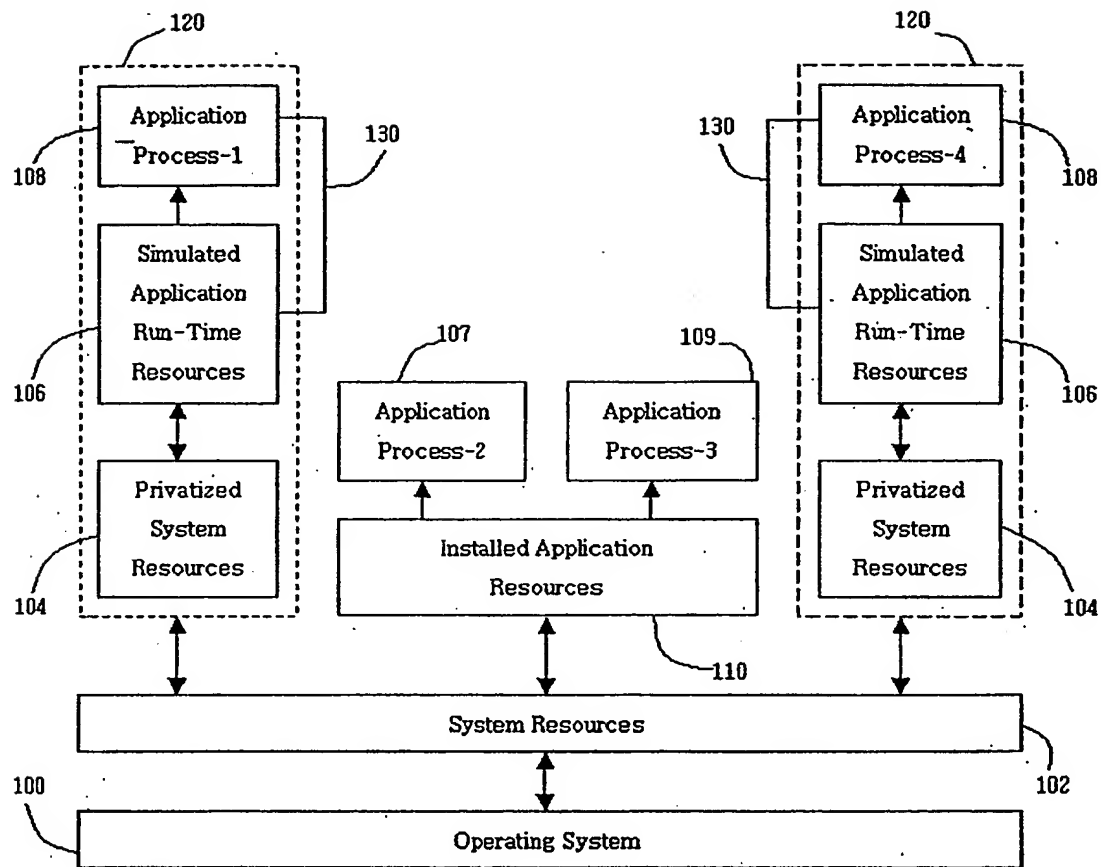 120
120
Application
Process-1
130
130
Application
Process-4
108
108
Simulated
Application
Run-Time
Resources
Simulated
Application
Run-Time
Resources
107
109
106
106
Application
Process-2
Application
Process-3
Privatized
System
Resources
Privatized
System
Resources
Installed Application
Resources
104
104
110
System Resources
100
102
Operating System